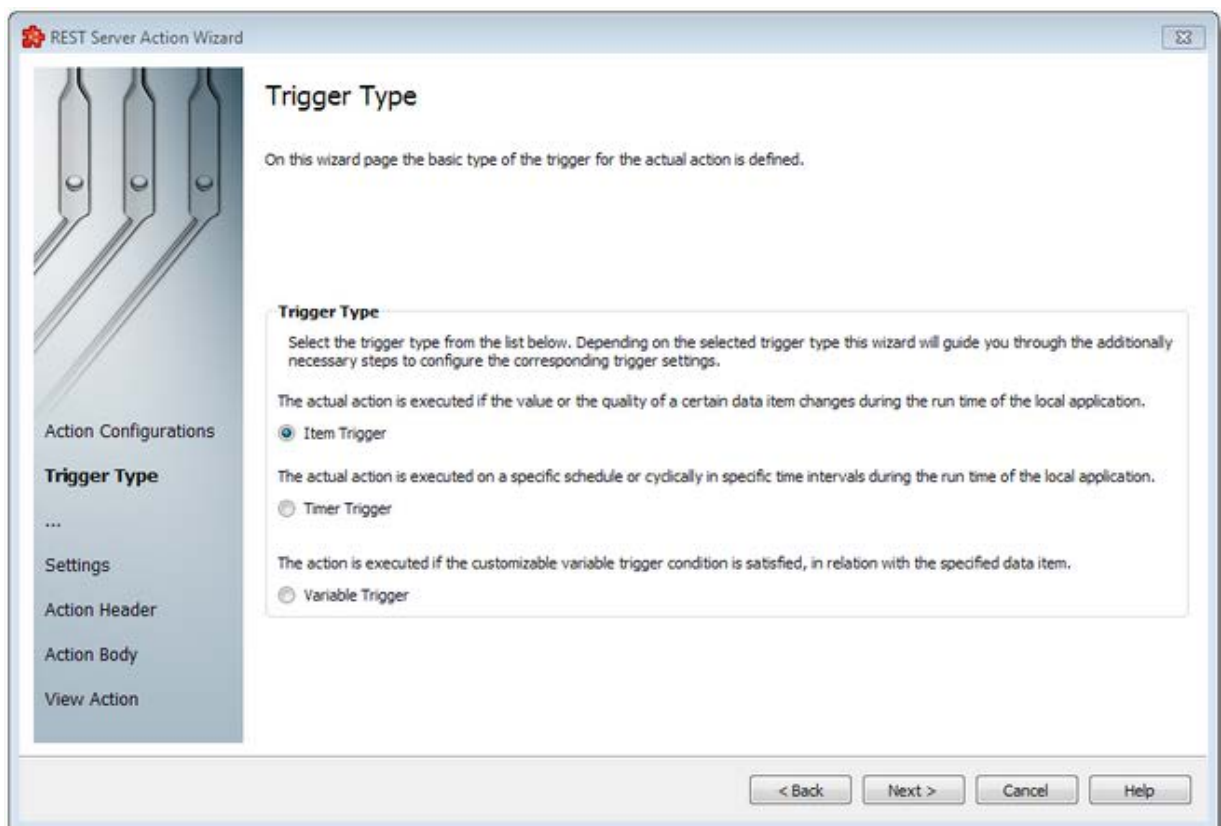 REST Server Action Wizard
Trigger Type
On this wizard page the basic type of the trigger for the actual action is defined.
Trigger Type
Select the trigger type from the list below. Depending on the selected trigger type this wizard will guide you through the additionally
necessary steps to configure the corresponding trigger settings.
The actual action is executed if the value or the quality of a certain data item changes during the run time of the local application.
Item Trigger
The actual action is executed on a specific schedule or cyclically in specific time intervals during the run time of the local application.
Timer Trigger
The action is executed if the customizable variable trigger condition is satisfied, in relation with the specified data item.
Variable Trigger
Action Configurations
Trigger Type
...
Settings
Action Header
Action Body
View Action
< Back
Next >
Cancel
Help